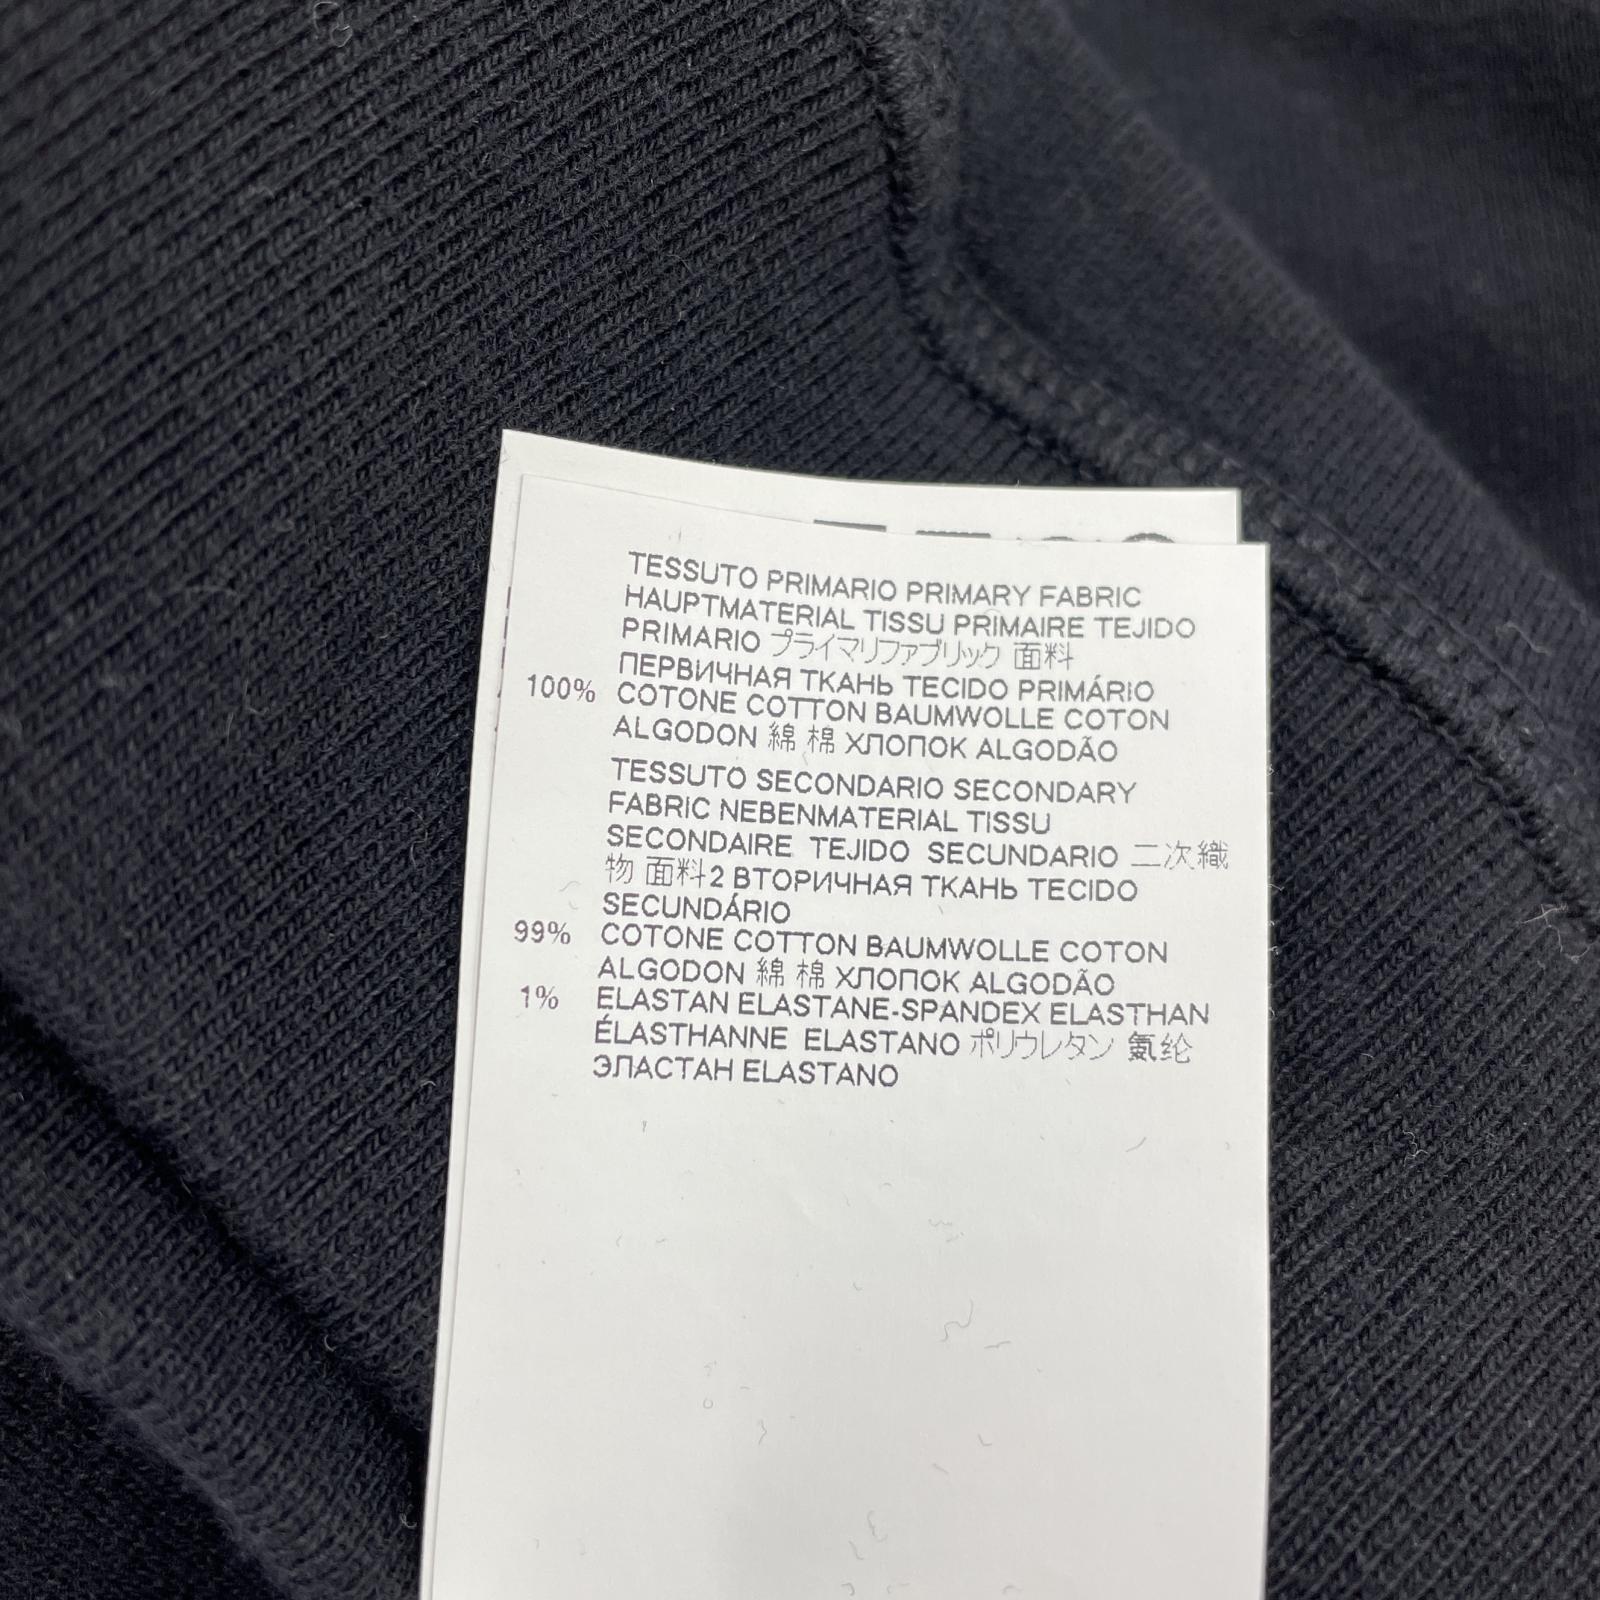 TESSUTO PRIMARIO PRIMARY FABRIC
HAUPTMATERIAL TISSU PRIMAIRE TEJIDO
PRIMARIO プライマリファブリック 面料
ПЕРВИЧНАЯ ТКАНЬ TECIDO PRIMÁRIO
100% COTONE COTTON BAUMWOLLE COTON
ALGODON 綿 棉 ХЛОПОК ALGODÃO
TESSUTO SECONDARIO SECONDARY
FABRIC NEBENMATERIAL TISSU
SECONDAIRE TEJIDO SECUNDARIO 二次織
物 面料2 ВТОРИЧНАЯ ТКАНЬ TECIDO
SECUNDÁRIO
99% COTONE COTTON BAUMWOLLE COTON
ALGODON 綿 棉 ХЛОПОК ALGODÃO
1% ELASTAN ELASTANE-SPANDEX ELASTHAN
ÉLASTHANNE ELASTANO ポリウレタン 氨纶
ЭЛАСТАН ELASTANO